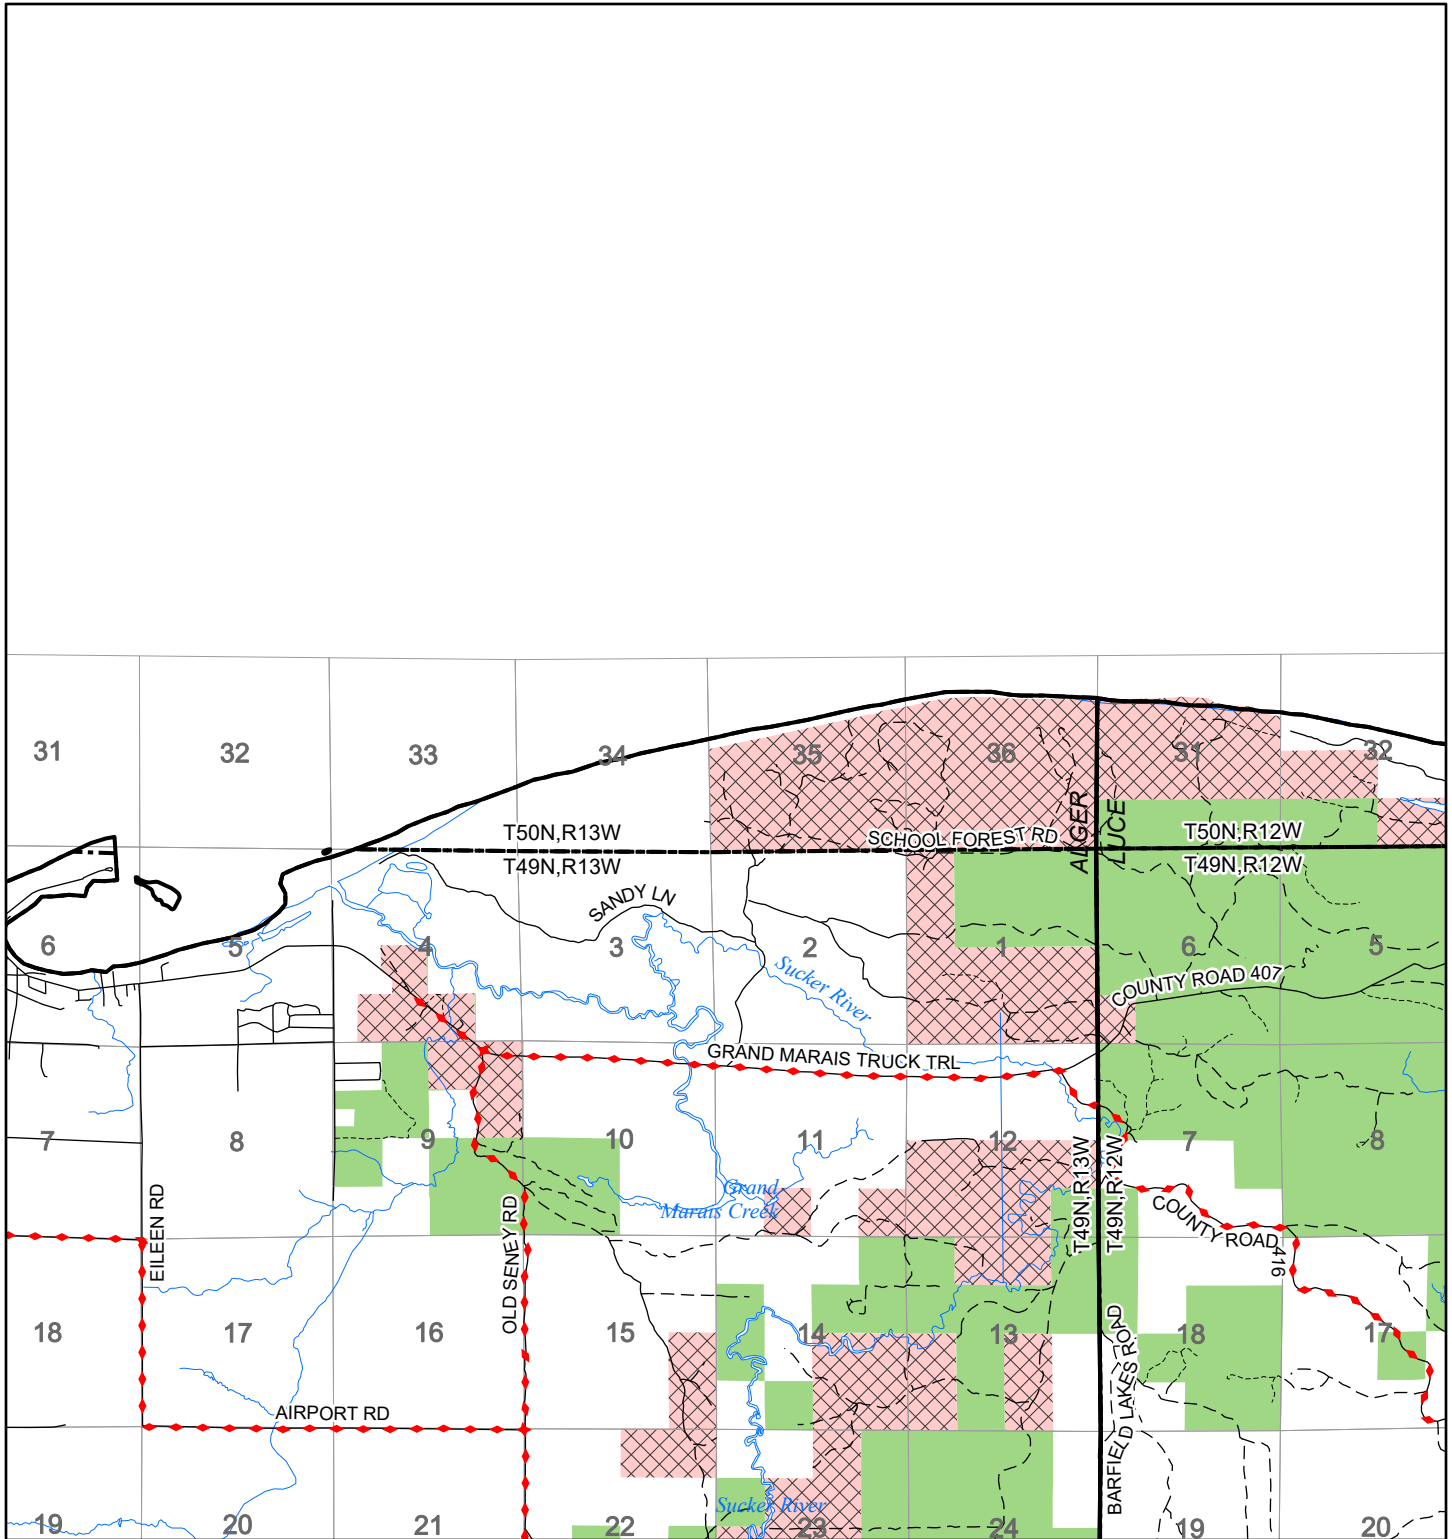 31
32
33
34
35
36
31
32
ALGER
LUCE
T50N,R13W
SCHOOL FOREST RD
T50N,R12W
T49N,R13W
T49N,R12W
SANDY LN
6
5
4
3
2
1
6
5
Sucker River
COUNTY ROAD 407
GRAND MARAIS TRUCK TRL
7
8
9
10
11
12
7
8
T49N,R13W
T49N,R12W
Grand
Marais Creek
EILEEN RD
OLD SENEY RD
COUNTY ROAD 416
18
17
16
15
14
13
18
17
BARFIELD LAKES ROAD
AIRPORT RD
Sucker River
19
20
21
22
23
24
19
20